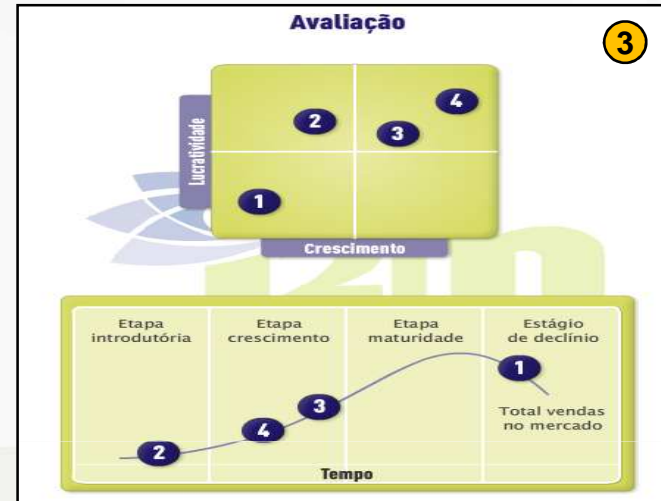 Avaliação
3
4
2
3
Lucratividade
1
Crescimento
Etapa
introdutória
Etapa
crescimento
Etapa
maturidade
Estágio
de declínio
1
3
4
2
Total vendas
no mercado
Tempo